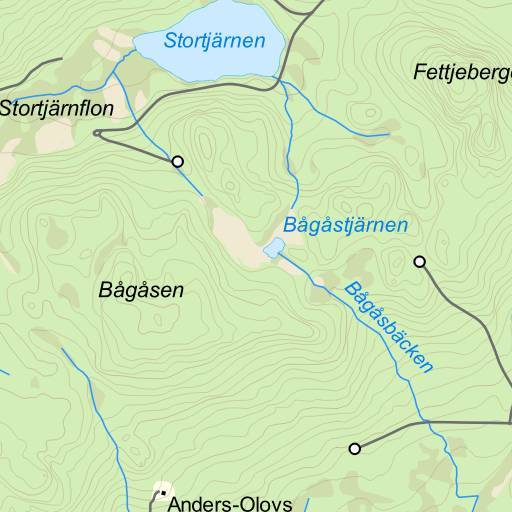 Stortjärnen
Fettjeberge
Stortjärnflon
Bågåstjärnen
Bågåsen
Bågåsbäcken
Anders-Olovs